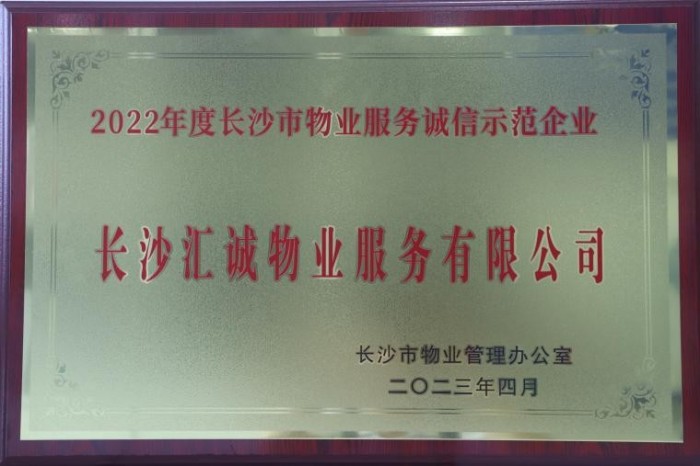 2022年度长沙市物业服务诚信示范企业
长沙汇诚物业服务有限公司
长沙市物业管理办公室
二〇二三年四月